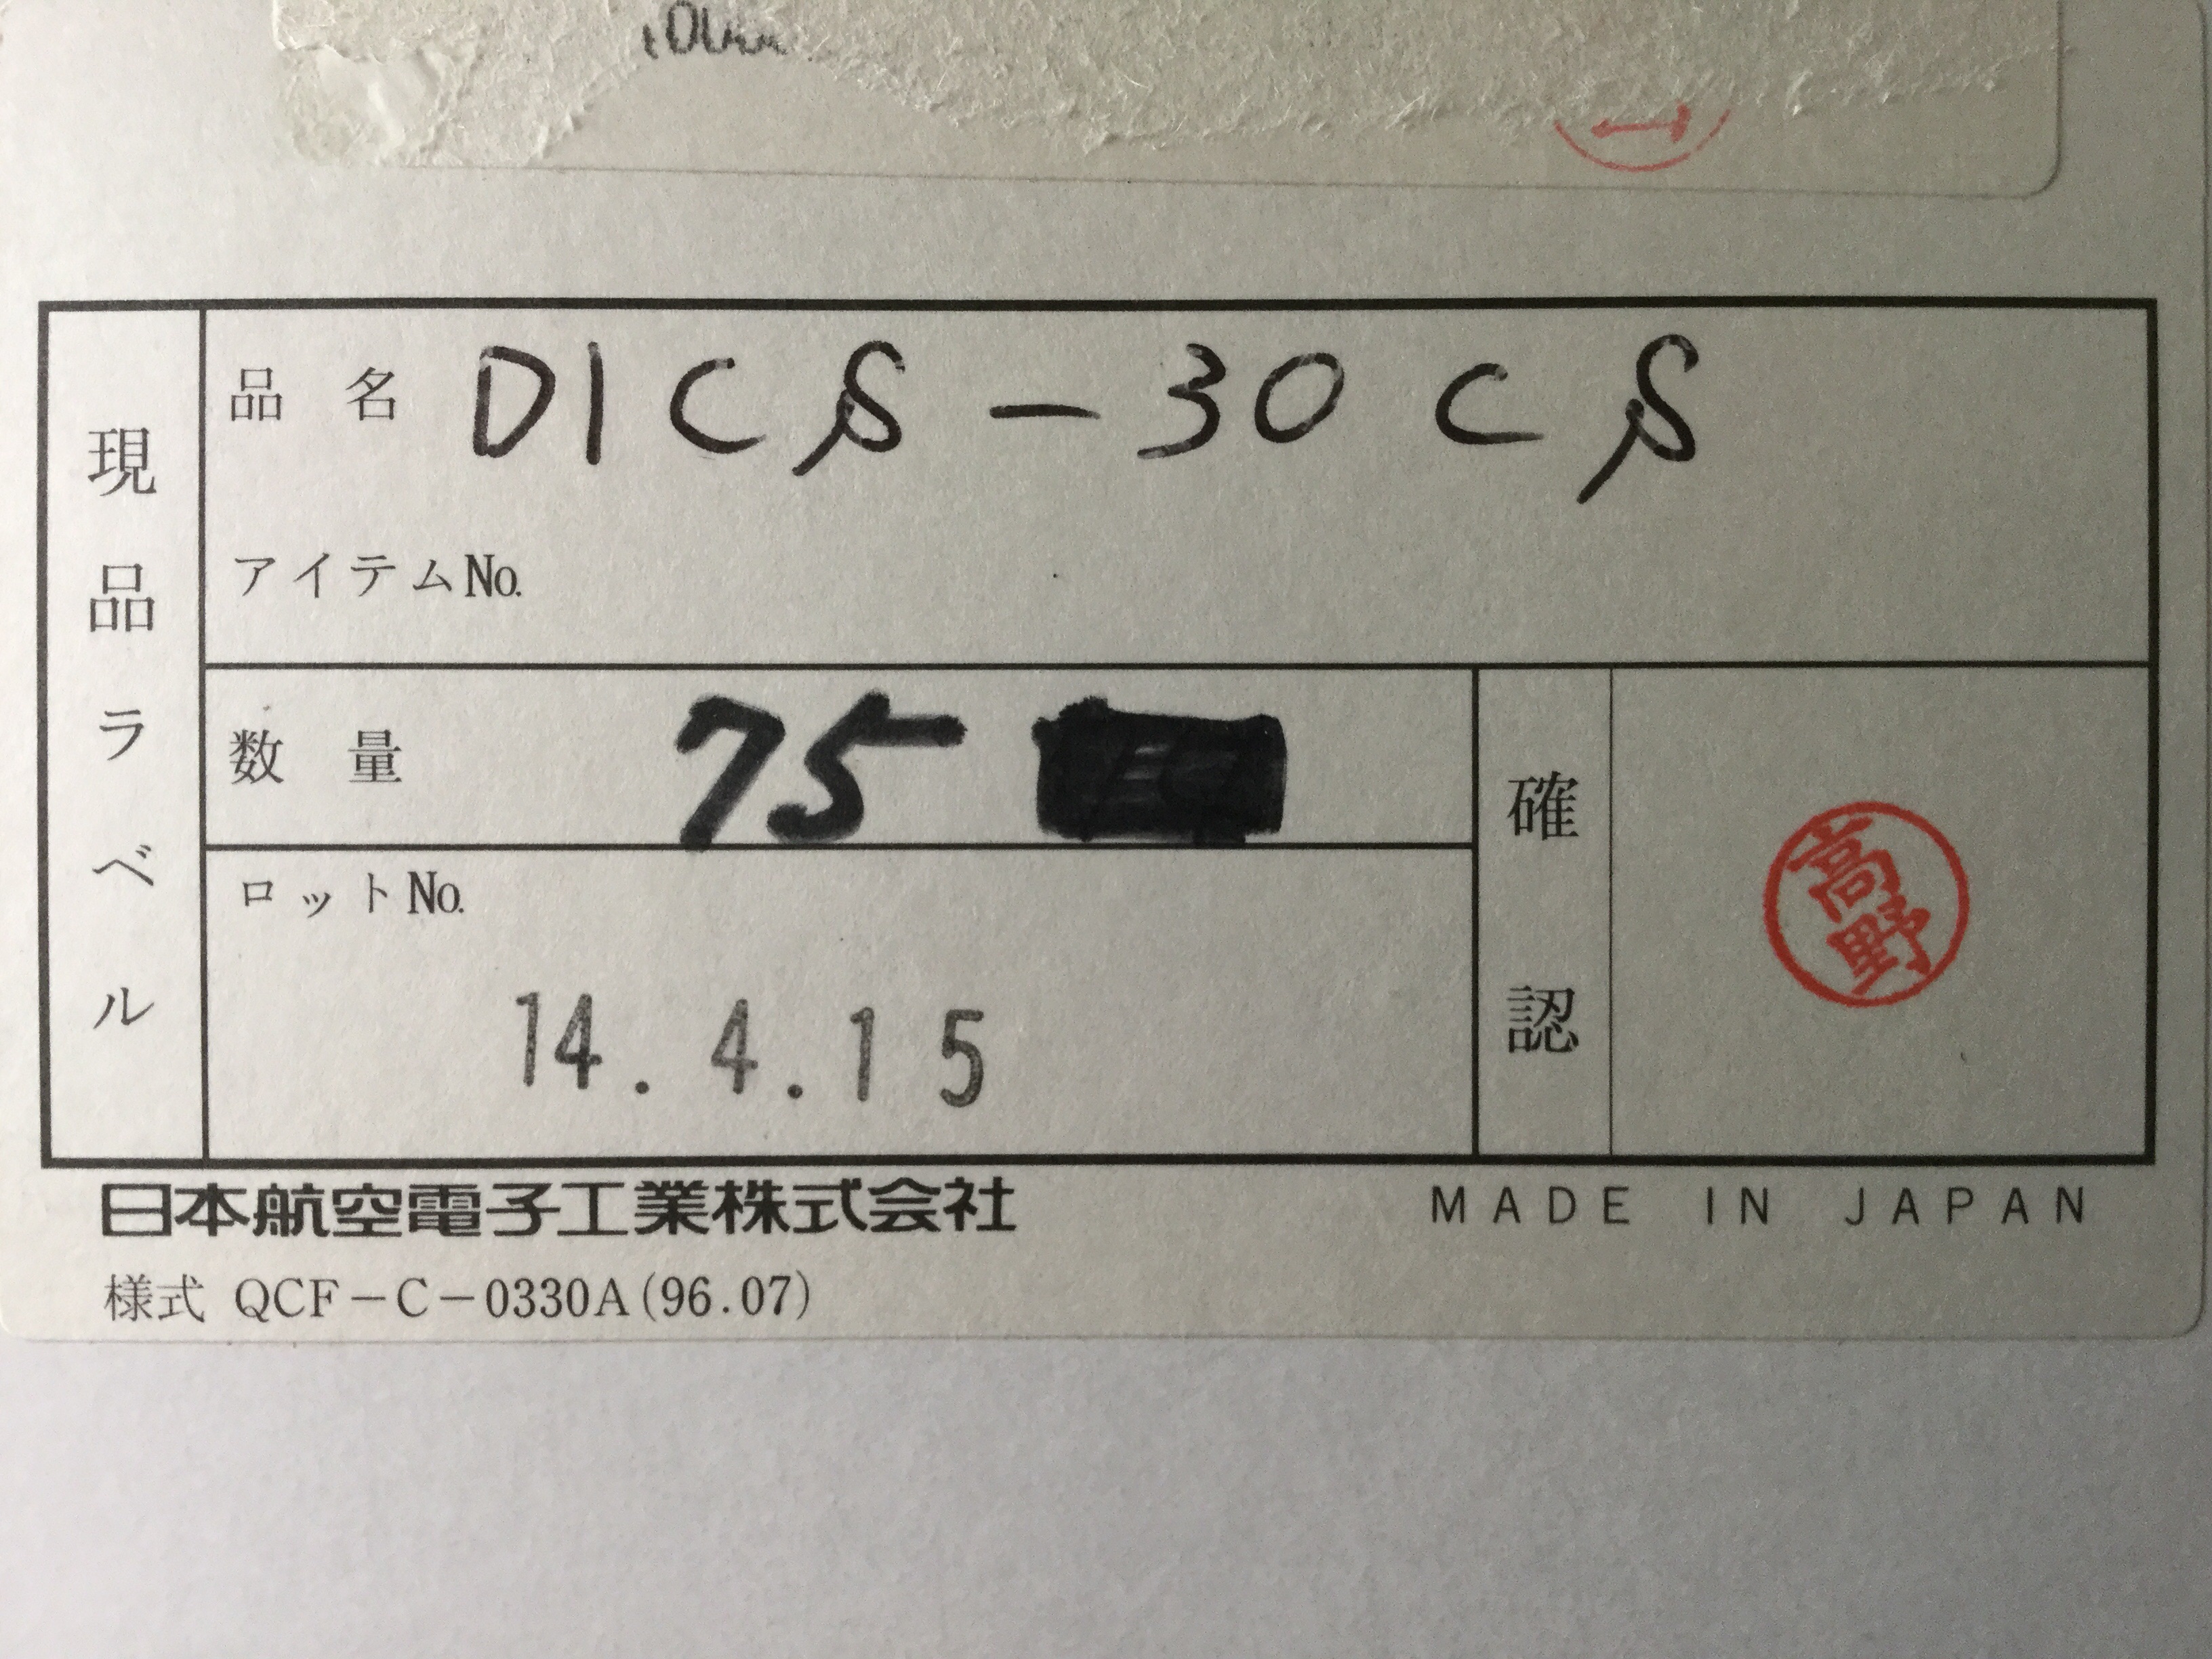 現品ラベル
品名 DICS-30CS
アイテムNo.
数量 75
ロットNo.
14.4.15
確認
高野
日本航空電子工業株式会社
MADE IN JAPAN
様式 QCF-C-0330A(96.07)